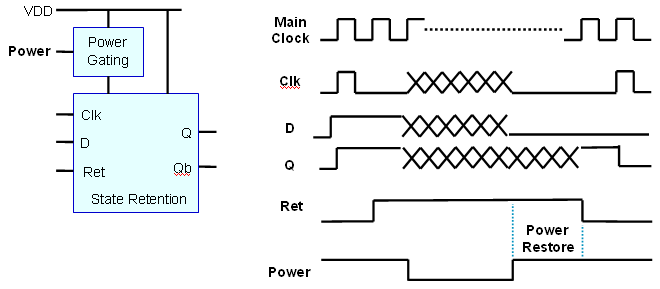 VDD
Power
Power
Gating
Clk
D
Ret
Q
Qb
State Retention
Main
Clock
Clk
D
Q
Ret
Power
Restore
Power